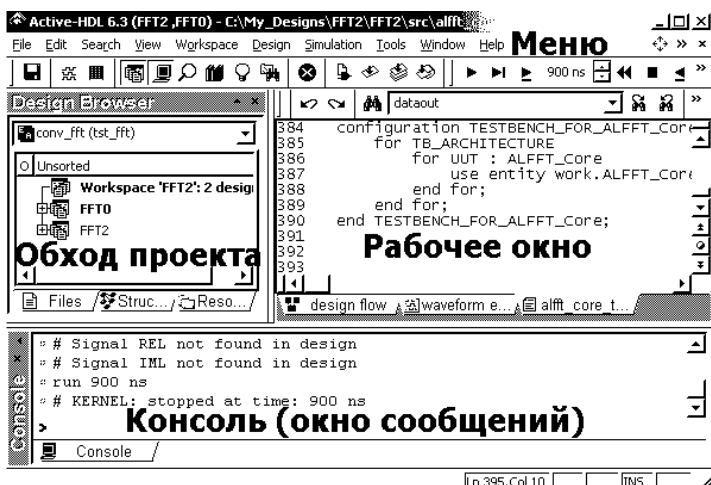 Active-HDL 6.3 (FFT2 ,FFT0) - C:\My_Designs\FFT2\FFT2\src\alfft
File Edit Search View Workspace Design Simulation Tools Window Help Меню
900 ns
Design Browser
dataout
conv_fft (tst_fft)
Unsorted
Workspace 'FFT2': 2 desig
FFT0
FFT2
Обход проекта
Files Struc... Reso...
384 configuration TESTBENCH_FOR_ALFFT_Core
385 for TB_ARCHITECTURE
386 for UUT : ALFFT_Core
387 use entity work.ALFFT_Core
388 end for;
389 end for;
390 end TESTBENCH_FOR_ALFFT_Core;
391
392
393
Рабочее окно
design flow waveform e... alfft_core_t...
# Signal REL not found in design
# Signal IML not found in design
run 900 ns
# KERNEL: stopped at time: 900 ns
>
Консоль (окно сообщений)
Console
Console
Ln 395,Col 10 INS